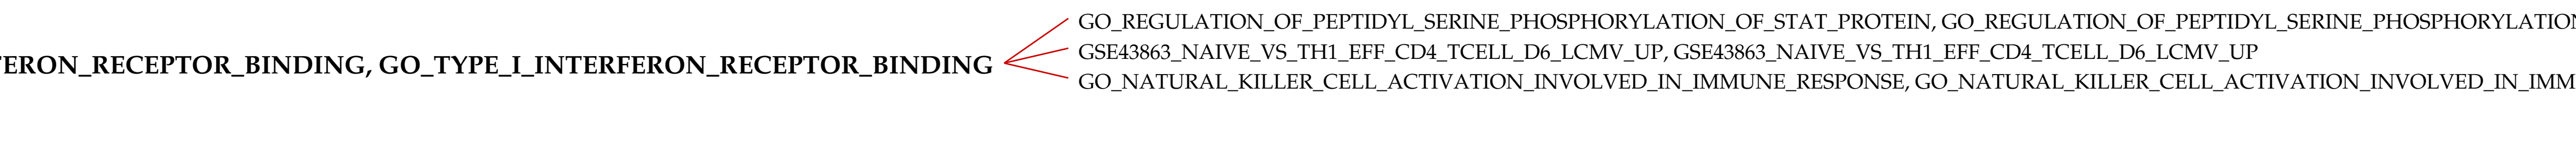 GO_REGULATION_OF_PEPTIDYL_SERINE_PHOSPHORYLATION_OF_STAT_PROTEIN, GO_REGULATION_OF_PEPTIDYL_SERINE_PHOSPHORYLATION
GSE43863_NAIVE_VS_TH1_EFF_CD4_TCELL_D6_LCMV_UP, GSE43863_NAIVE_VS_TH1_EFF_CD4_TCELL_D6_LCMV_UP
FERON_RECEPTOR_BINDING, GO_TYPE_I_INTERFERON_RECEPTOR_BINDING
GO_NATURAL_KILLER_CELL_ACTIVATION_INVOLVED_IN_IMMUNE_RESPONSE, GO_NATURAL_KILLER_CELL_ACTIVATION_INVOLVED_IN_IMM